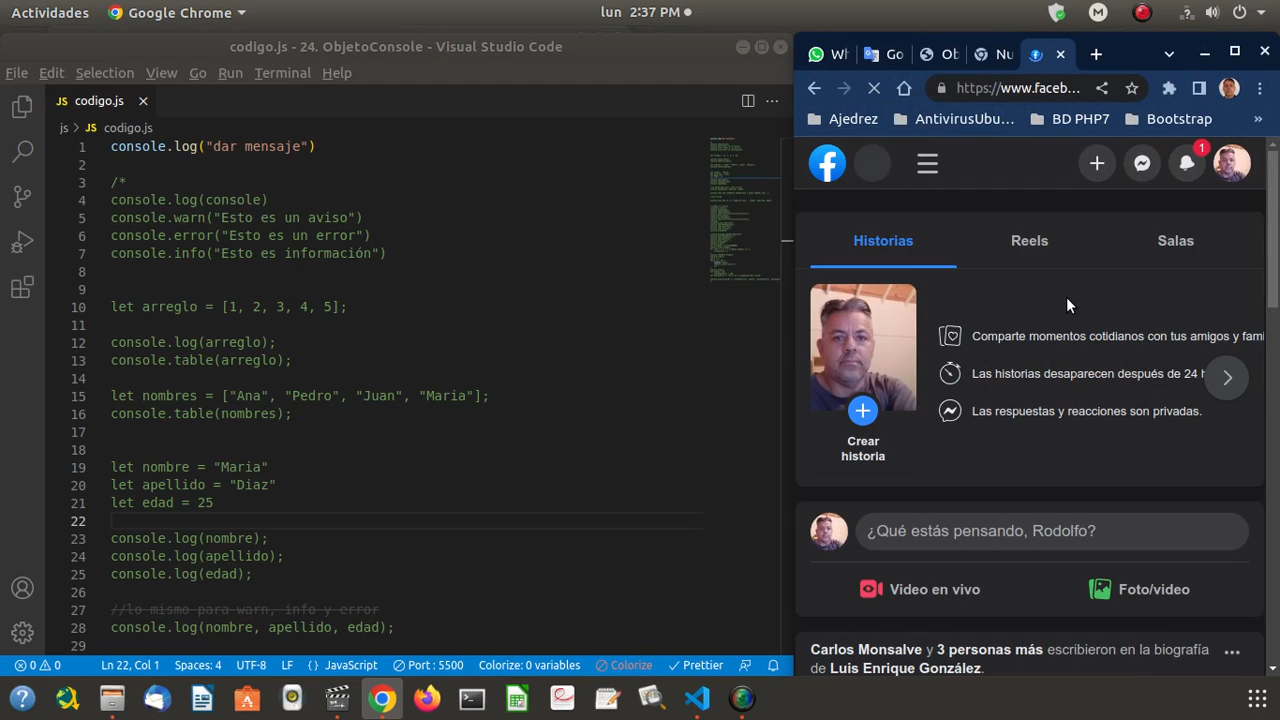 Actividades
Google Chrome
lun 2:37 PM
codigo.js - 24. ObjetoConsole - Visual Studio Code
File Edit Selection View Go Run Terminal Help
JS codigo.js
js > JS codigo.js
1 console.log("dar mensaje")
2
3 /*
4 console.log(console)
5 console.warn("Esto es un aviso")
6 console.error("Esto es un error")
7 console.info("Esto es información")
8
9
10 let arreglo = [1, 2, 3, 4, 5];
11
12 console.log(arreglo);
13 console.table(arreglo);
14
15 let nombres = ["Ana", "Pedro", "Juan", "Maria"];
16 console.table(nombres);
17
18
19 let nombre = "Maria"
20 let apellido = "Diaz"
21 let edad = 25
22
23 console.log(nombre);
24 console.log(apellido);
25 console.log(edad);
26
27 //lo mismo para warn, info y error
28 console.log(nombre, apellido, edad);
29
0 0
Ln 22, Col 1
Spaces: 4
UTF-8
LF
JavaScript
Port : 5500
Colorize: 0 variables
Colorize
Prettier
Wh
Go
Ob
Nu
https://www.faceb...
Ajedrez
AntivirusUbu...
BD PHP7
Bootstrap
»
1
Historias
Reels
Salas
Comparte momentos cotidianos con tus amigos y fami
Las historias desaparecen después de 24 h
Las respuestas y reacciones son privadas.
Crear
historia
¿Qué estás pensando, Rodolfo?
Video en vivo
Foto/video
Carlos Monsalve y 3 personas más escribieron en la biografía
de Luis Enrique González.